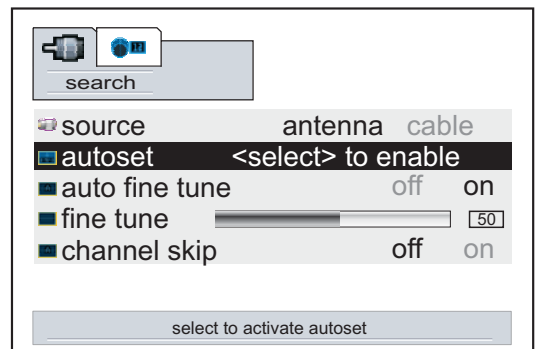 search
source antenna cable
autoset <select> to enable
auto fine tune off on
fine tune 50
channel skip off on
select to activate autoset